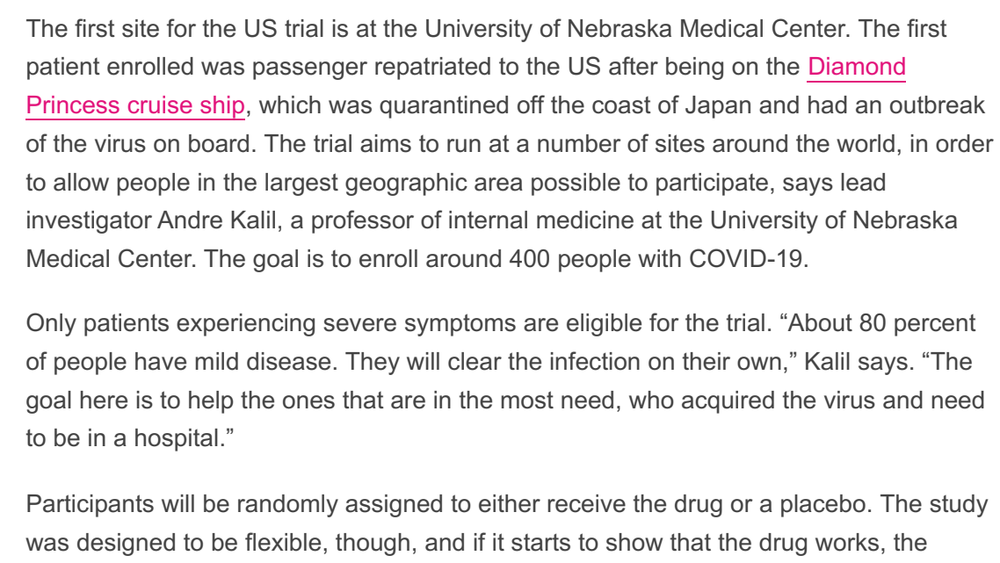 The first site for the US trial is at the University of Nebraska Medical Center. The first
patient enrolled was passenger repatriated to the US after being on the Diamond
Princess cruise ship, which was quarantined off the coast of Japan and had an outbreak
of the virus on board. The trial aims to run at a number of sites around the world, in order
to allow people in the largest geographic area possible to participate, says lead
investigator Andre Kalil, a professor of internal medicine at the University of Nebraska
Medical Center. The goal is to enroll around 400 people with COVID-19.
Only patients experiencing severe symptoms are eligible for the trial. “About 80 percent
of people have mild disease. They will clear the infection on their own,” Kalil says. “The
goal here is to help the ones that are in the most need, who acquired the virus and need
to be in a hospital.”
Participants will be randomly assigned to either receive the drug or a placebo. The study
was designed to be flexible, though, and if it starts to show that the drug works, the